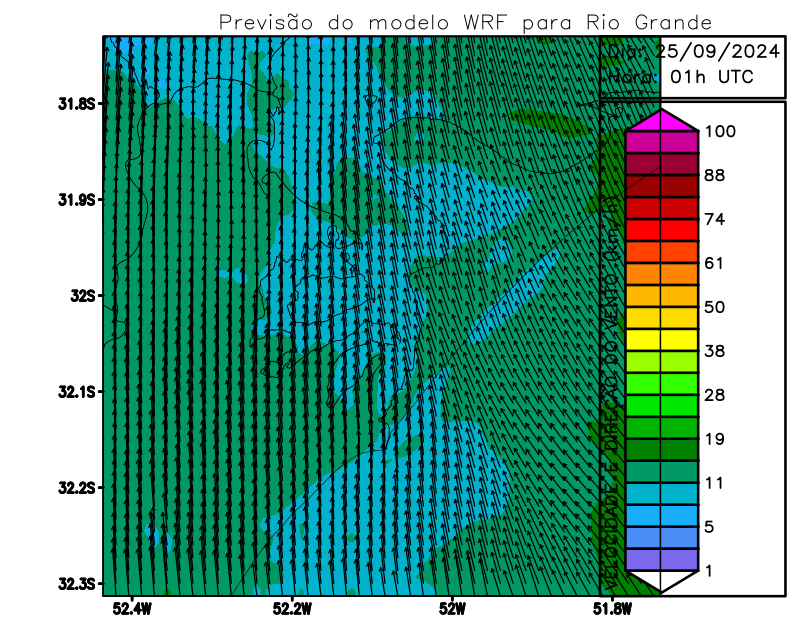 Previsão do modelo WRF para Rio Grande
Dia: 25/09/2024
Hora: 01h UTC
31.8S
31.9S
32S
32.1S
32.2S
32.3S
52.4W
52.2W
52W
51.8W
VELOCIDADE E DIREÇÃO DO VENTO (km/h)
100
88
74
61
50
38
28
19
11
5
1